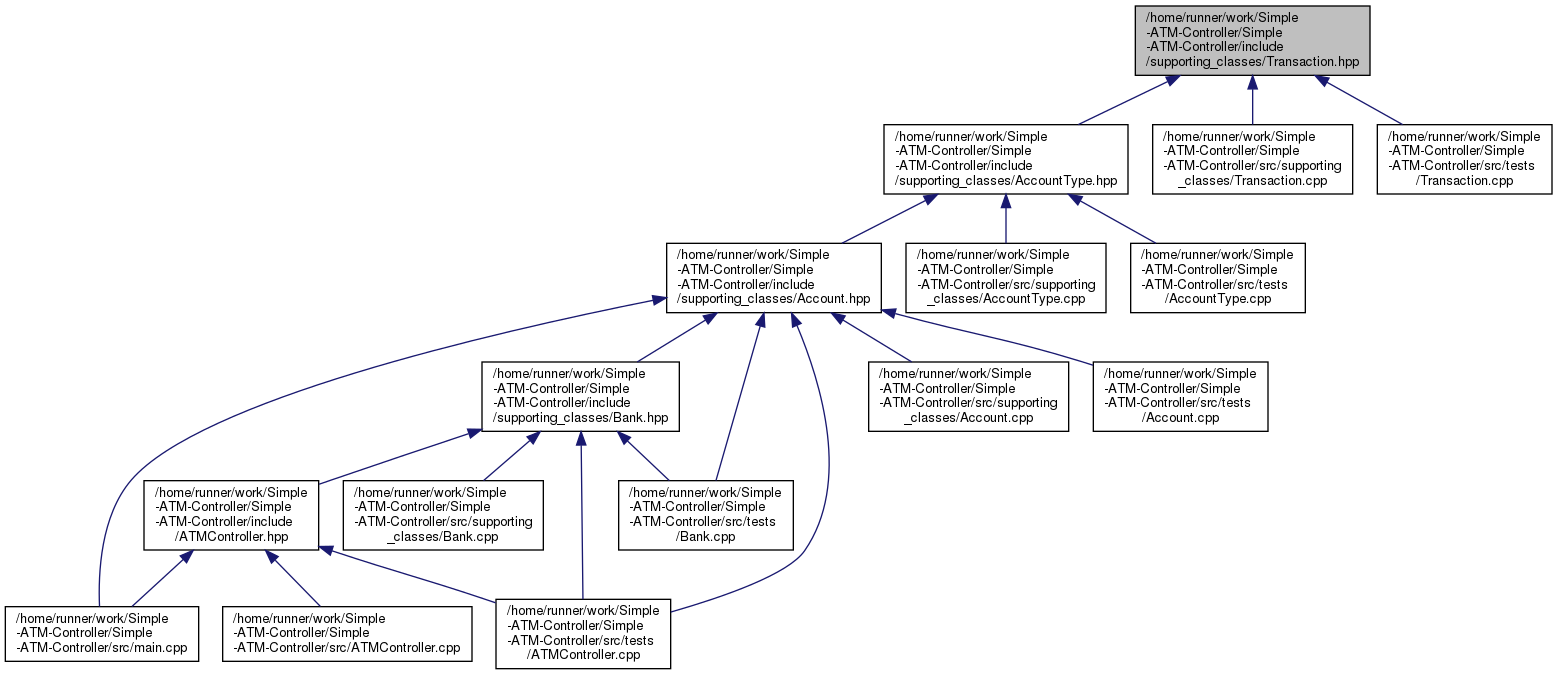 /home/runner/work/Simple
-ATM-Controller/Simple
-ATM-Controller/include
/supporting_classes/Transaction.hpp
/home/runner/work/Simple
-ATM-Controller/Simple
-ATM-Controller/include
/supporting_classes/AccountType.hpp
/home/runner/work/Simple
-ATM-Controller/Simple
-ATM-Controller/src/supporting
_classes/Transaction.cpp
/home/runner/work/Simple
-ATM-Controller/Simple
-ATM-Controller/src/tests
/Transaction.cpp
/home/runner/work/Simple
-ATM-Controller/Simple
-ATM-Controller/include
/supporting_classes/Account.hpp
/home/runner/work/Simple
-ATM-Controller/Simple
-ATM-Controller/src/supporting
_classes/AccountType.cpp
/home/runner/work/Simple
-ATM-Controller/Simple
-ATM-Controller/src/tests
/AccountType.cpp
/home/runner/work/Simple
-ATM-Controller/Simple
-ATM-Controller/include
/supporting_classes/Bank.hpp
/home/runner/work/Simple
-ATM-Controller/Simple
-ATM-Controller/src/supporting
_classes/Account.cpp
/home/runner/work/Simple
-ATM-Controller/Simple
-ATM-Controller/src/tests
/Account.cpp
/home/runner/work/Simple
-ATM-Controller/Simple
-ATM-Controller/include
/ATMController.hpp
/home/runner/work/Simple
-ATM-Controller/Simple
-ATM-Controller/src/supporting
_classes/Bank.cpp
/home/runner/work/Simple
-ATM-Controller/Simple
-ATM-Controller/src/tests
/Bank.cpp
/home/runner/work/Simple
-ATM-Controller/Simple
-ATM-Controller/src/main.cpp
/home/runner/work/Simple
-ATM-Controller/Simple
-ATM-Controller/src/ATMController.cpp
/home/runner/work/Simple
-ATM-Controller/Simple
-ATM-Controller/src/tests
/ATMController.cpp